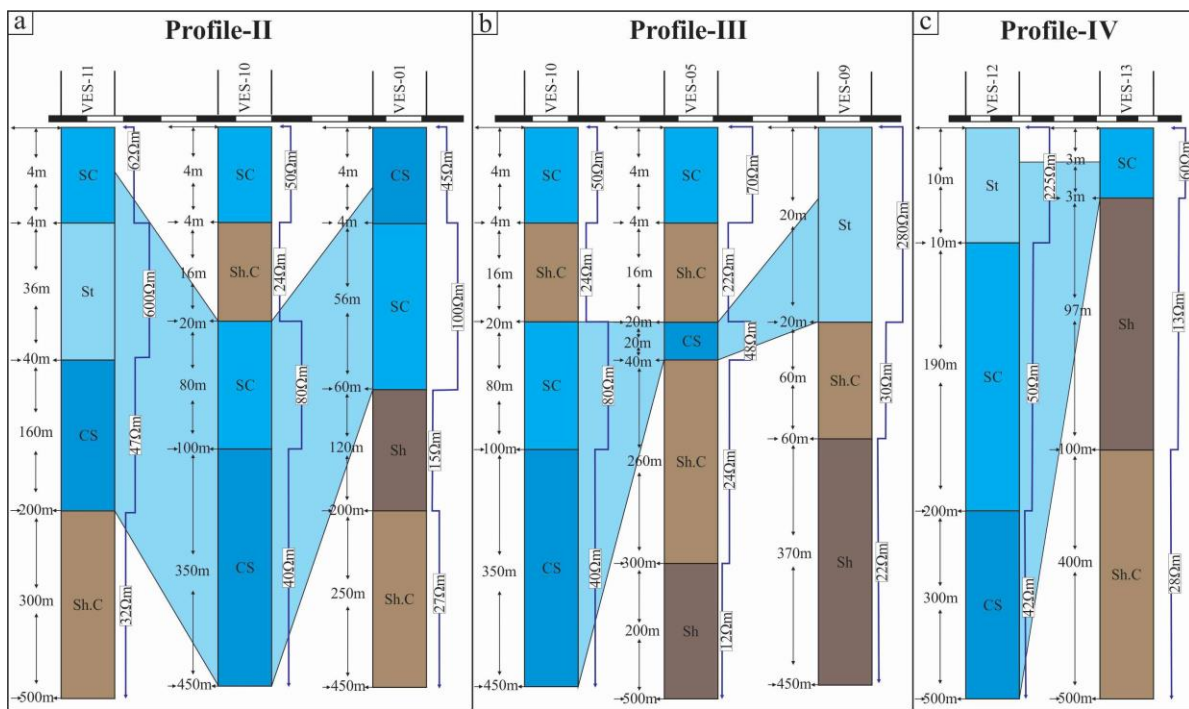 a
Profile-II
VES-11
VES-10
VES-01
4m
SC
62Ωm
4m
36m
St
600Ωm
40m
160m
CS
47Ωm
200m
300m
Sh.C
32Ωm
500m
4m
SC
50Ωm
4m
16m
Sh.C
24Ωm
20m
80m
SC
80Ωm
100m
350m
CS
40Ωm
450m
4m
CS
45Ωm
4m
56m
SC
100Ωm
60m
120m
Sh
15Ωm
200m
250m
Sh.C
27Ωm
450m
b
Profile-III
VES-10
VES-05
VES-09
4m
SC
50Ωm
4m
16m
Sh.C
24Ωm
20m
80m
SC
80Ωm
100m
350m
CS
40Ωm
450m
4m
SC
70Ωm
4m
16m
Sh.C
22Ωm
20m
20m
CS
48Ωm
40m
260m
Sh.C
24Ωm
300m
200m
Sh
12Ωm
500m
20m
St
280Ωm
20m
60m
Sh.C
30Ωm
60m
370m
Sh
22Ωm
450m
c
Profile-IV
VES-12
VES-13
10m
St
225Ωm
10m
190m
SC
50Ωm
200m
300m
CS
42Ωm
500m
3m
SC
60Ωm
3m
97m
Sh
13Ωm
100m
400m
Sh.C
28Ωm
500m